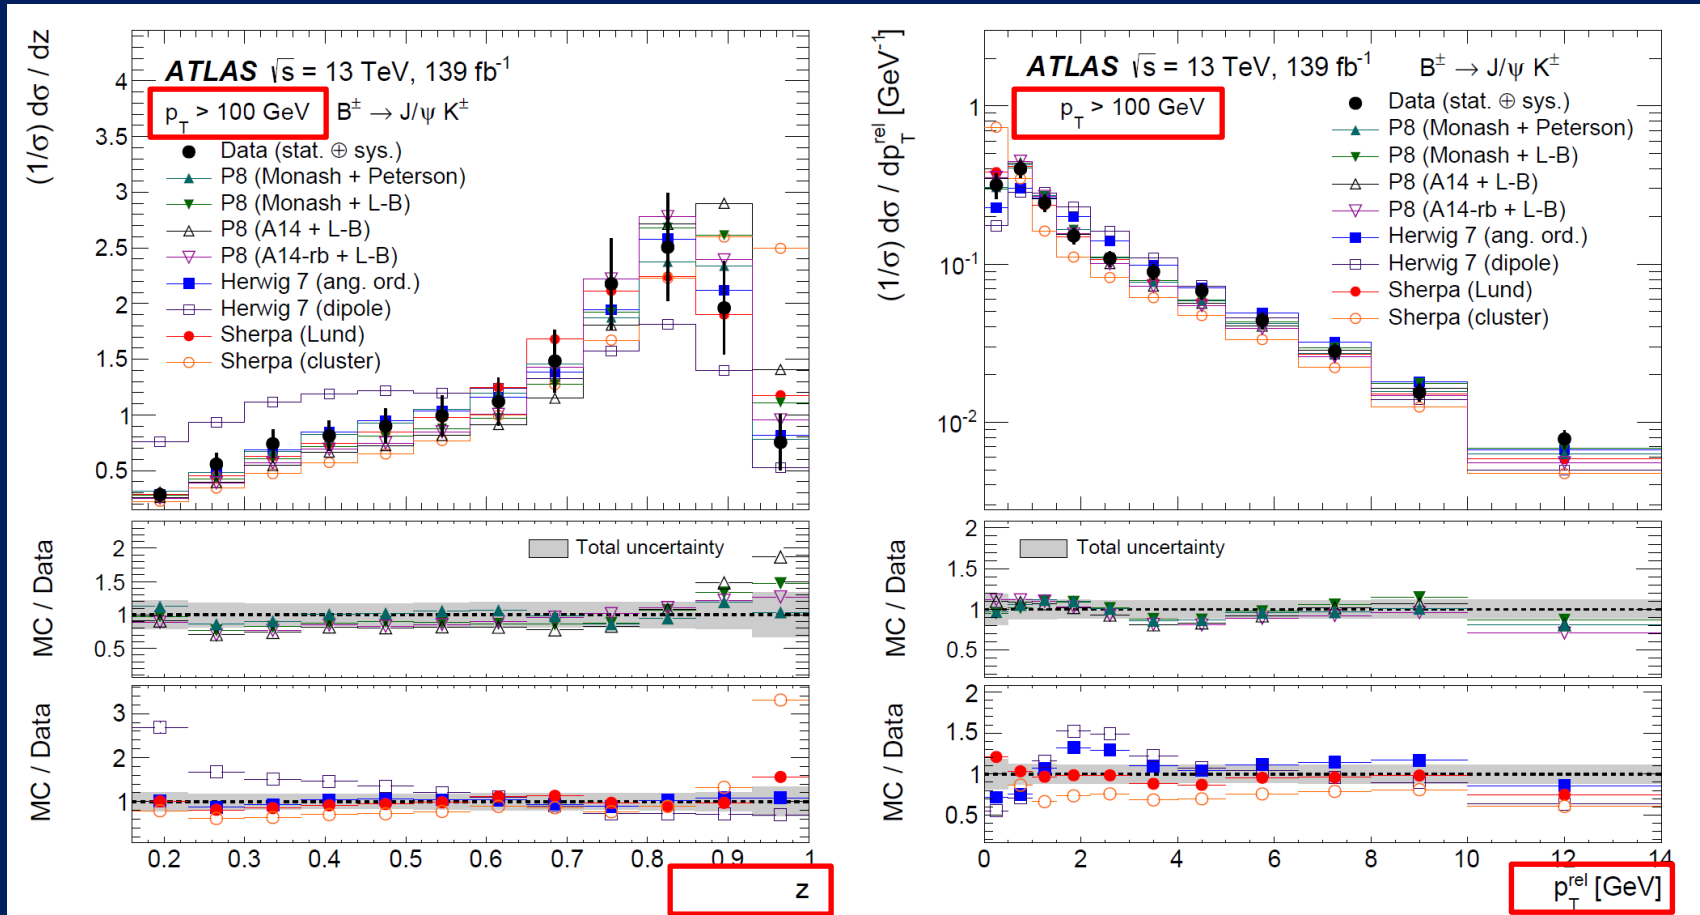 (1/σ) dσ / dz
ATLAS √s = 13 TeV, 139 fb⁻¹
p_T > 100 GeV B± → J/ψ K±
Data (stat. ⊕ sys.)
P8 (Monash + Peterson)
P8 (Monash + L-B)
P8 (A14 + L-B)
P8 (A14-rb + L-B)
Herwig 7 (ang. ord.)
Herwig 7 (dipole)
Sherpa (Lund)
Sherpa (cluster)
4
3.5
3
2.5
2
1.5
1
0.5
MC / Data
Total uncertainty
2
1.5
1
0.5
MC / Data
3
2
1
0.2 0.3 0.4 0.5 0.6 0.7 0.8 0.9 1
z
(1/σ) dσ / dp_T^rel [GeV⁻¹]
ATLAS √s = 13 TeV, 139 fb⁻¹ B± → J/ψ K±
p_T > 100 GeV
Data (stat. ⊕ sys.)
P8 (Monash + Peterson)
P8 (Monash + L-B)
P8 (A14 + L-B)
P8 (A14-rb + L-B)
Herwig 7 (ang. ord.)
Herwig 7 (dipole)
Sherpa (Lund)
Sherpa (cluster)
1
10⁻¹
10⁻²
MC / Data
Total uncertainty
2
1.5
1
0.5
MC / Data
2
1.5
1
0.5
0 2 4 6 8 10 12 14
p_T^rel [GeV]